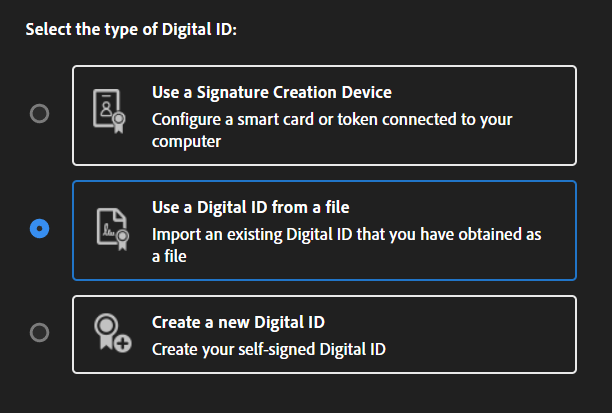 Select the type of Digital ID:
Use a Signature Creation Device
Configure a smart card or token connected to your
computer
Use a Digital ID from a file
Import an existing Digital ID that you have obtained as
a file
Create a new Digital ID
Create your self-signed Digital ID